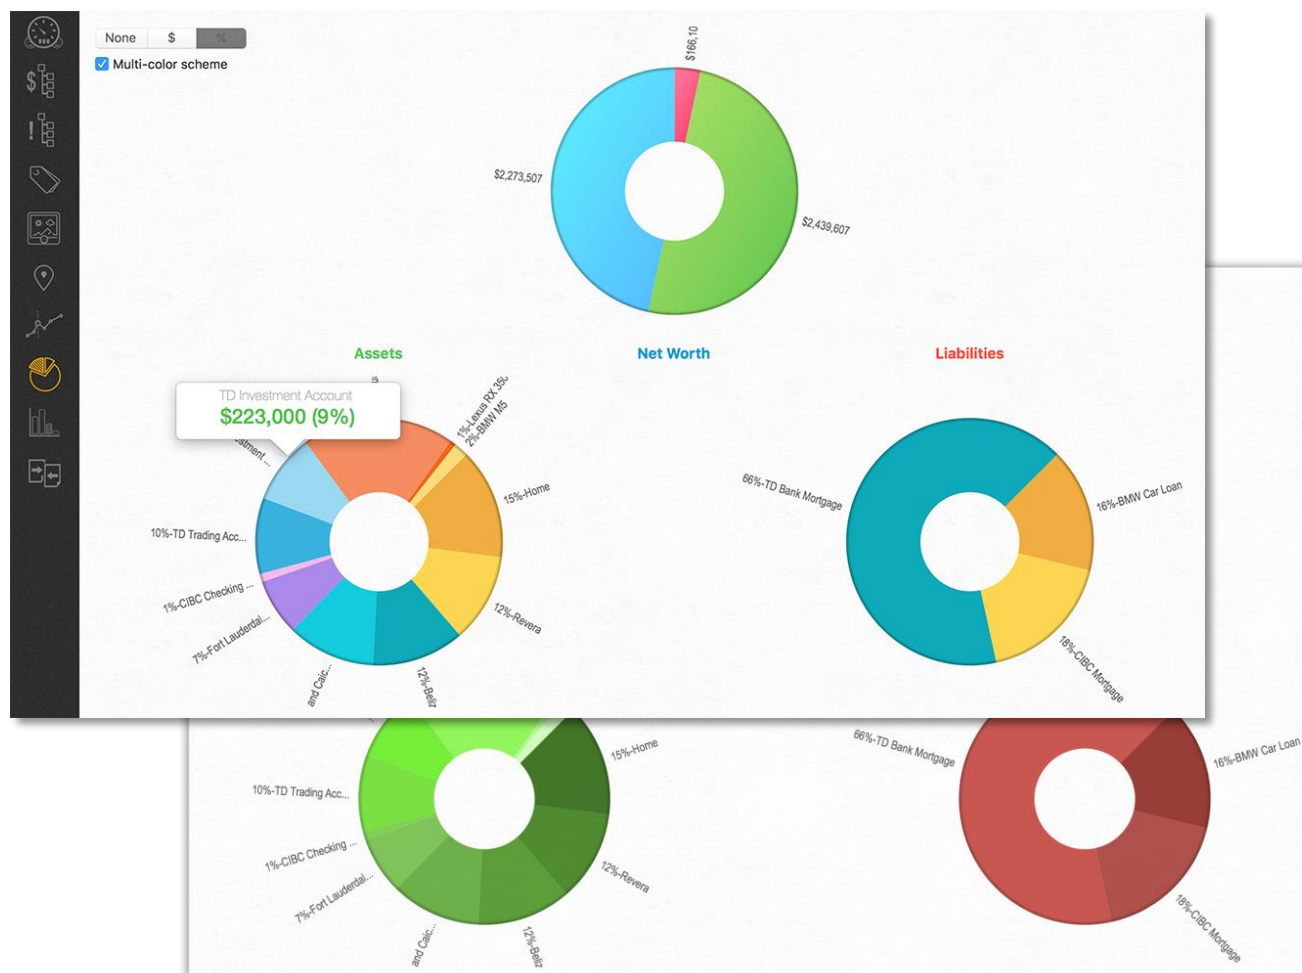 None $ %
Multi-color scheme
$166,10
$2,273,507
$2,439,607
Assets
Net Worth
Liabilities
TD Investment Account
$223,000 (9%)
1%-Lexus RX 350
2%-BMW M5
15%-Home
10%-TD Trading Acc...
1%-CIBC Checking ...
7%-Fort Lauderdal...
and Caic...
12%-Beliz
12%-Revera
66%-TD Bank Mortgage
16%-BMW Car Loan
18%-CIBC Mortgage
15%-Home
10%-TD Trading Acc...
1%-CIBC Checking ...
7%-Fort Lauderdal...
and Caic...
12%-Beliz
12%-Revera
66%-TD Bank Mortgage
16%-BMW Car Loan
18%-CIBC Mortgage